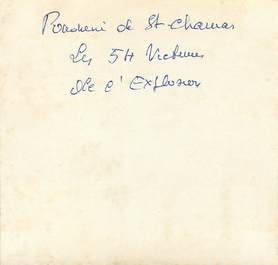 Poudrerie de St-Chamas
Les 54 Victimes
de l'Explosion